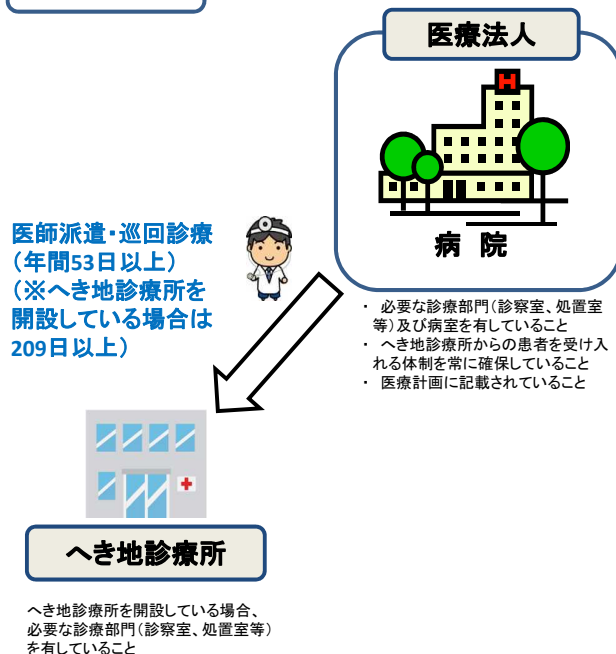 医療法人
H
病 院
医師派遣・巡回診療
(年間53日以上)
(※へき地診療所を
開設している場合は
209日以上)
・ 必要な診療部門(診察室、処置室
等)及び病室を有していること
・ へき地診療所からの患者を受け入
れる体制を常に確保していること
・ 医療計画に記載されていること
へき地診療所
へき地診療所を開設している場合、
必要な診療部門(診察室、処置室等)
を有していること